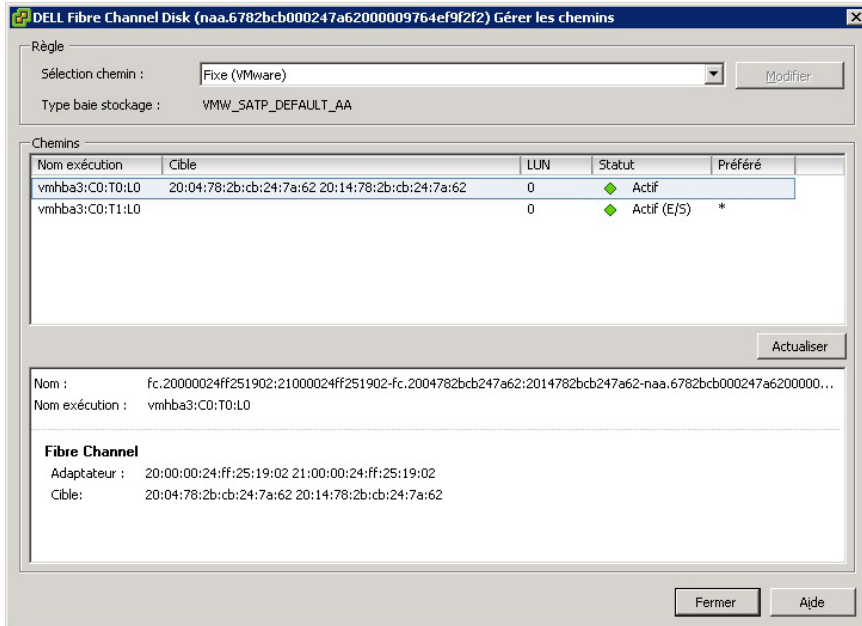 DELL Fibre Channel Disk (naa.6782bcb000247a62000009764ef9f2f2) Gérer les chemins
Règle
Sélection chemin : Fixe (VMware) Modifier
Type baie stockage : VMW_SATP_DEFAULT_AA
Chemins
Nom exécution Cible LUN Statut Préféré
vmhba3:C0:T0:L0 20:04:78:2b:cb:24:7a:62 20:14:78:2b:cb:24:7a:62 0 Actif
vmhba3:C0:T1:L0 0 Actif (E/S) *
Actualiser
Nom : fc.20000024ff251902:21000024ff251902-fc.2004782bcb247a62:2014782bcb247a62-naa.6782bcb000247a6200000...
Nom exécution : vmhba3:C0:T0:L0
Fibre Channel
Adaptateur : 20:00:00:24:ff:25:19:02 21:00:00:24:ff:25:19:02
Cible: 20:04:78:2b:cb:24:7a:62 20:14:78:2b:cb:24:7a:62
Fermer Aide